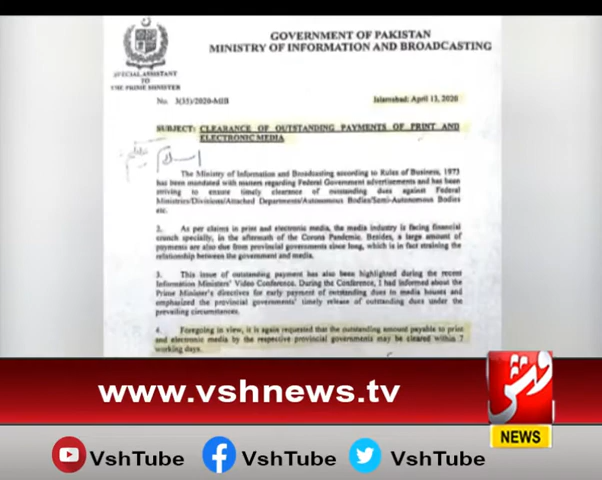 GOVERNMENT OF PAKISTAN
MINISTRY OF INFORMATION AND BROADCASTING
SPECIAL ASSISTANT
TO
THE PRIME MINISTER
No. 3(35)/2020-MIB
Islamabad: April 13, 2020
SUBJECT: CLEARANCE OF OUTSTANDING PAYMENTS OF PRINT AND
ELECTRONIC MEDIA
السلام علیکم
The Ministry of Information and Broadcasting according to Rules of Business, 1973
has been mandated with matters regarding Federal Government advertisements and has been
striving to ensure timely clearance of outstanding dues against Federal
Ministries/Divisions/Attached Departments/Autonomous Bodies/Semi-Autonomous Bodies
etc.
2. As per claims in print and electronic media, the media industry is facing financial
crunch specially, in the aftermath of the Corona Pandemic. Besides, a large amount of
payments are also due from provincial governments since long, which is in fact straining the
relationship between the government and media.
3. This issue of outstanding payment has also been highlighted during the recent
Information Ministers' Video Conference. During the Conference, I had informed about the
Prime Minister's directives for early payment of outstanding dues to media houses and
emphasized the provincial governments' timely release of outstanding dues under the
prevailing circumstances.
4. Foregoing in view, it is again requested that the outstanding amount payable to print
and electronic media by the respective provincial governments may be cleared within 7
working days.
www.vshnews.tv
وش
NEWS
VshTube
VshTube
VshTube